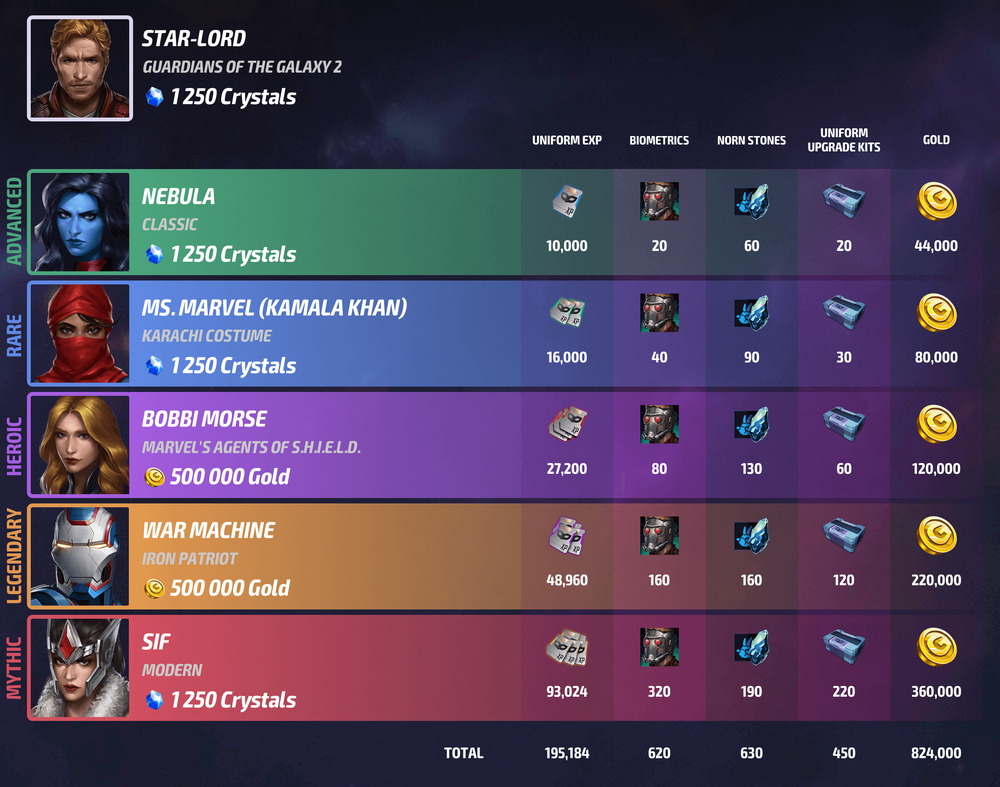 STAR-LORD
GUARDIANS OF THE GALAXY 2
1 250 Crystals
UNIFORM EXP BIOMETRICS NORN STONES UNIFORM UPGRADE KITS GOLD
ADVANCED
NEBULA
CLASSIC
1 250 Crystals
10,000 20 60 20 44,000
RARE
MS. MARVEL (KAMALA KHAN)
KARACHI COSTUME
1 250 Crystals
16,000 40 90 30 80,000
HEROIC
BOBBI MORSE
MARVEL'S AGENTS OF S.H.I.E.L.D.
500 000 Gold
27,200 80 130 60 120,000
LEGENDARY
WAR MACHINE
IRON PATRIOT
500 000 Gold
48,960 160 160 120 220,000
MYTHIC
SIF
MODERN
1 250 Crystals
93,024 320 190 220 360,000
TOTAL 195,184 620 630 450 824,000